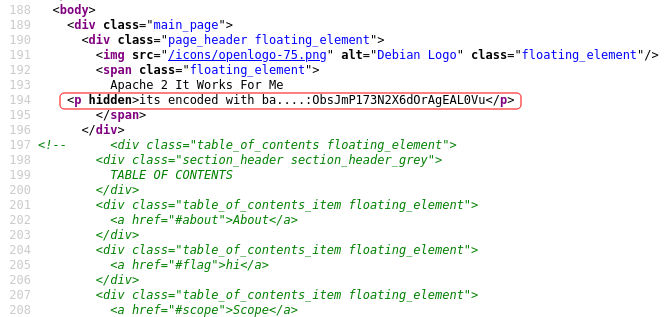 188 <body>
189 <div class="main_page">
190 <div class="page_header floating_element">
191 <img src="/icons/openlogo-75.png" alt="Debian Logo" class="floating_element"/>
192 <span class="floating_element">
193 Apache 2 It Works For Me
194 <p hidden>its encoded with ba....:ObsJmP173N2X6dOrAgEAL0Vu</p>
195 </span>
196 </div>
197 <!-- <div class="table_of_contents floating_element">
198 <div class="section_header section_header_grey">
199 TABLE OF CONTENTS
200 </div>
201 <div class="table_of_contents_item floating_element">
202 <a href="#about">About</a>
203 </div>
204 <div class="table_of_contents_item floating_element">
205 <a href="#flag">hi</a>
206 </div>
207 <div class="table_of_contents_item floating_element">
208 <a href="#scope">Scope</a>